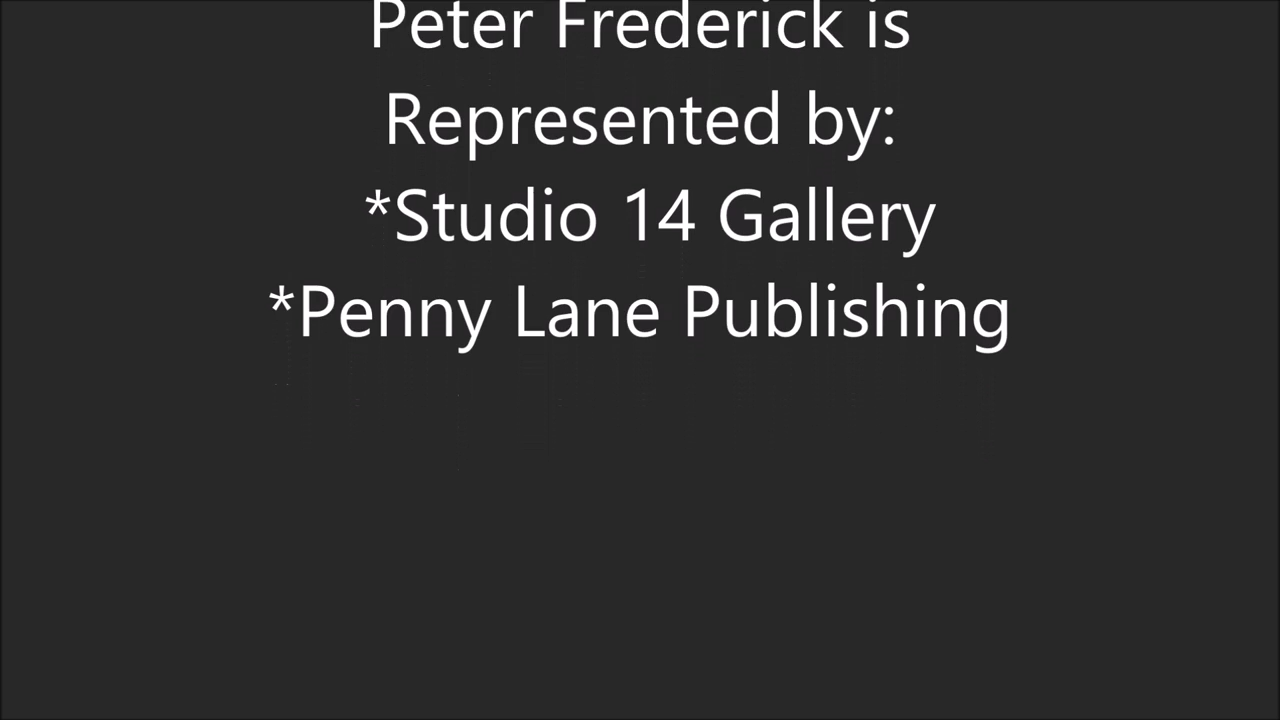 Peter Frederick is
Represented by:
*Studio 14 Gallery
*Penny Lane Publishing